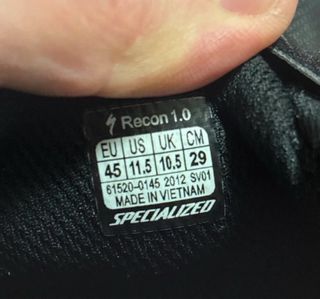 Recon 1.0
EU US UK CM
45 11.5 10.5 29
61520-0145 2012 SV01
MADE IN VIETNAM
SPECIALIZED